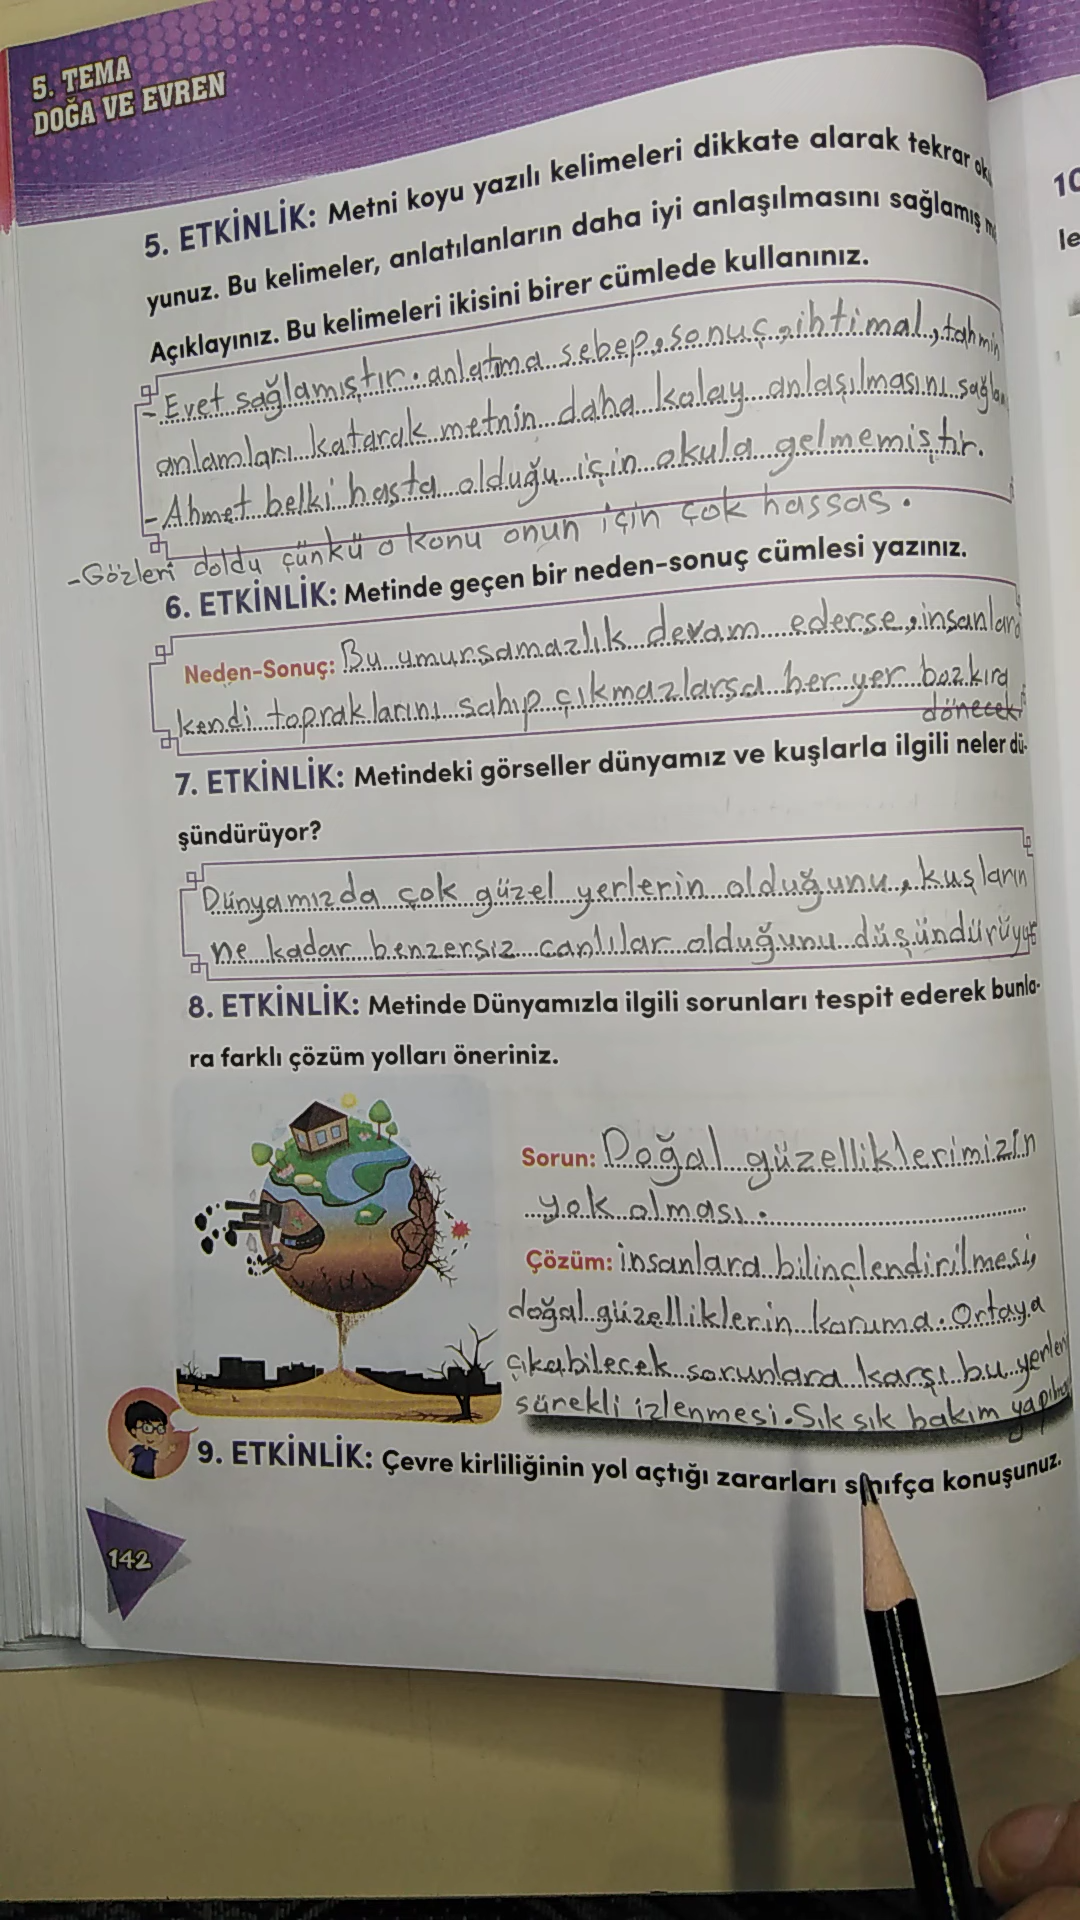 5. TEMA
DOĞA VE EVREN
5. ETKİNLİK: Metni koyu yazılı kelimeleri dikkate alarak tekrar
yunuz. Bu kelimeler, anlatılanların daha iyi anlaşılmasını sağlamış
Açıklayınız. Bu kelimeleri ikisini birer cümlede kullanınız.
- Evet sağlamıştır. anlatıma sebep, sonuç, ihtimal, tahmin
anlamları katarak metnin daha kolay anlaşılmasını
- Ahmet belki hasta olduğu için okula gelmemiştir.
- Gözleri doldu çünkü o konu onun için çok hassas.
6. ETKİNLİK: Metinde geçen bir neden-sonuç cümlesi yazınız.
Neden-Sonuç: Bu umursamazlık devam ederse, insanlar
kendi topraklarını sahip çıkmazlarsa her yer bozkıra
dönecek
7. ETKİNLİK: Metindeki görseller dünyamız ve kuşlarla ilgili neler dü-
şündürüyor?
Dünyamızda çok güzel yerlerin olduğunu, kuşların
ne kadar benzersiz canlılar olduğunu düşündürüyor
8. ETKİNLİK: Metinde Dünyamızla ilgili sorunları tespit ederek bunla-
ra farklı çözüm yolları öneriniz.
Sorun: Doğal güzelliklerimizin
yok olması.
Çözüm: insanlara bilinçlendirilmesi,
doğal güzelliklerin koruma. Ortaya
çıkabilecek sorunlara karşı bu yerler
sürekli izlenmesi. Sık sık bakım
9. ETKİNLİK: Çevre kirliliğinin yol açtığı zararları sınıfça konuşunuz.
142
10
le